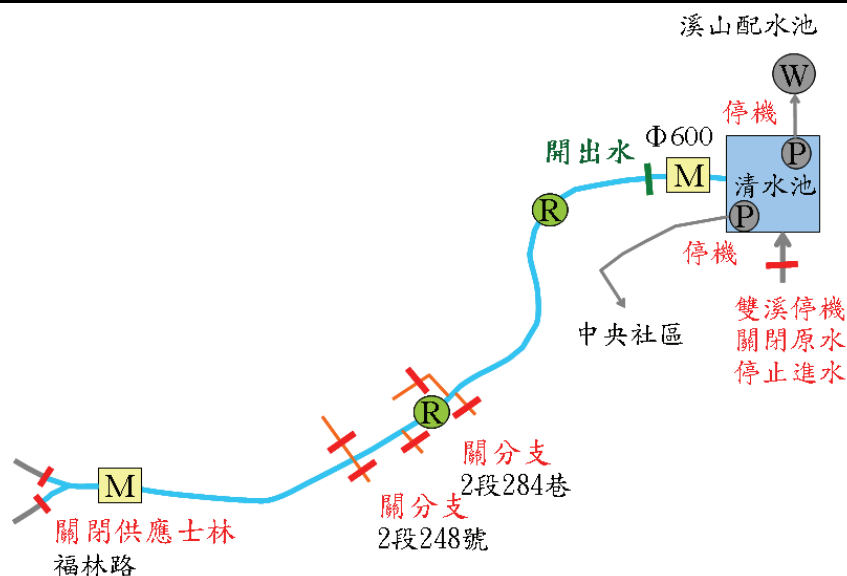 溪山配水池
W
停機
Φ600
開出水
M
P
清水池
R
P
停機
雙溪停機
關閉原水
停止進水
中央社區
R
關分支
2段284巷
M
關分支
2段248號
關閉供應士林
福林路